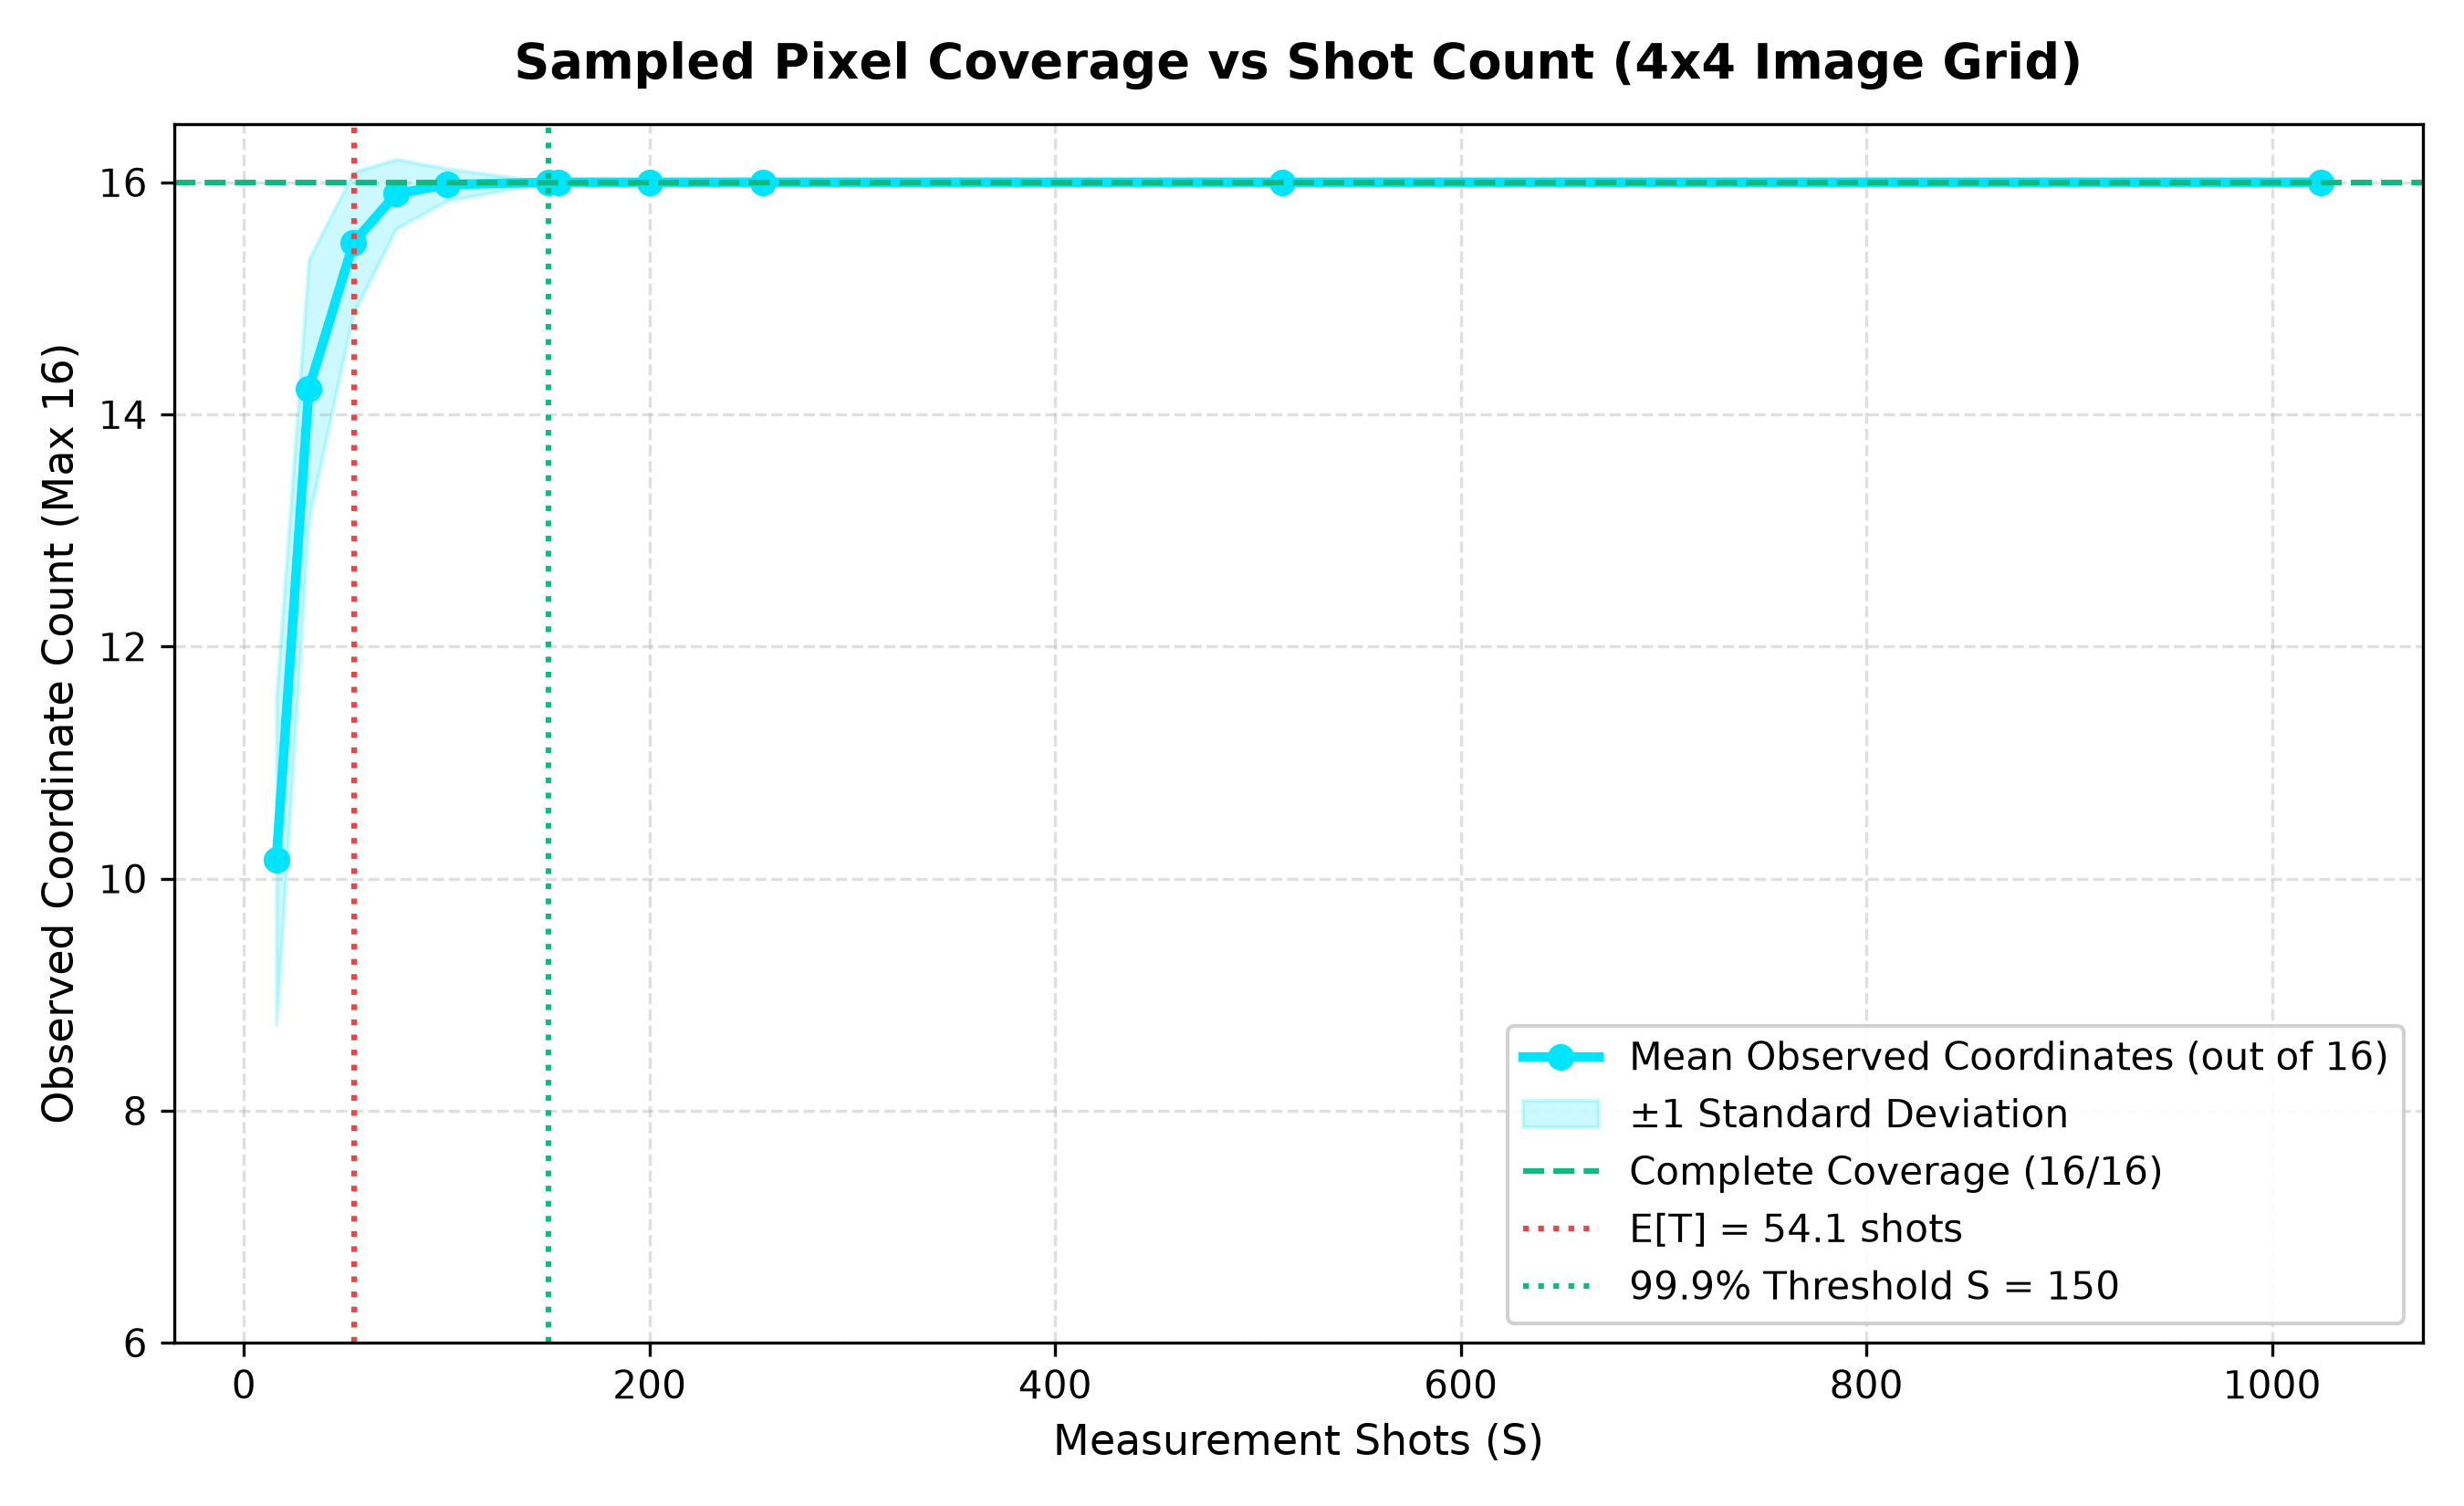 Sampled Pixel Coverage vs Shot Count (4x4 Image Grid)
Observed Coordinate Count (Max 16)
16
14
12
10
8
6
Mean Observed Coordinates (out of 16)
±1 Standard Deviation
Complete Coverage (16/16)
E[T] = 54.1 shots
99.9% Threshold S = 150
0 200 400 600 800 1000
Measurement Shots (S)